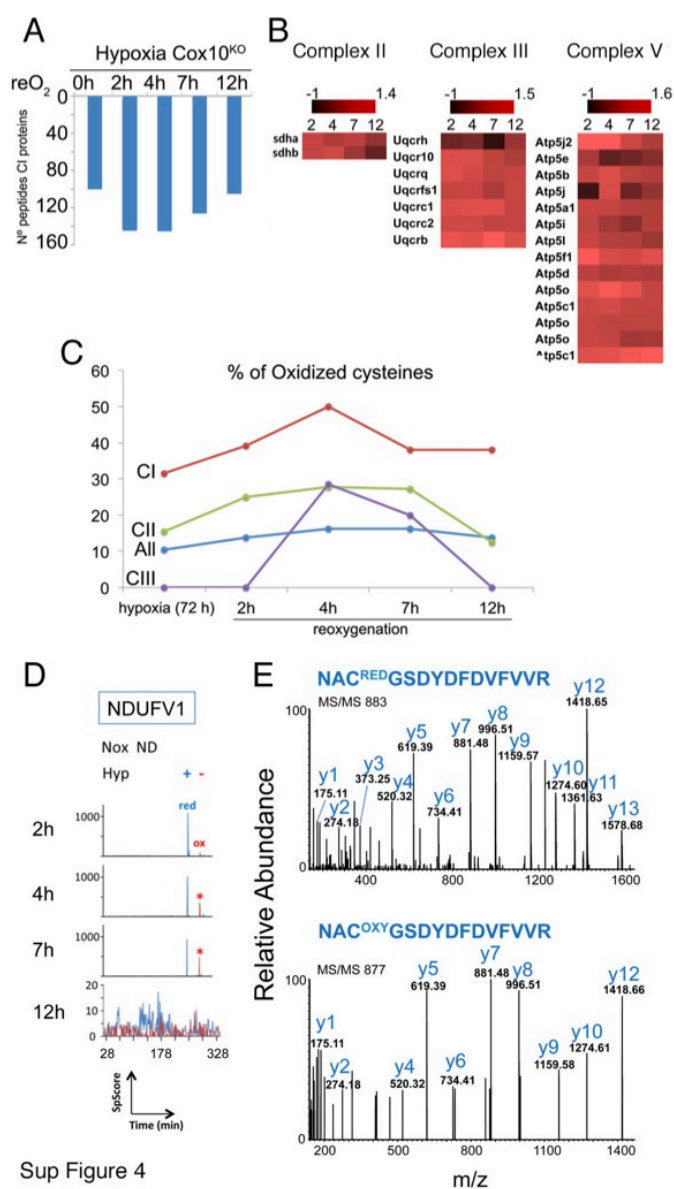 A
Hypoxia Cox10KO
0h 2h 4h 7h 12h
reO2
0
40
80
120
160
Nº peptides CI proteins
B
Complex II
-1 1.4
2 4 7 12
sdha
sdhb
Complex III
-1 1.5
2 4 7 12
Uqcrh
Uqcr10
Uqcrq
Uqcrfs1
Uqcrc1
Uqcrc2
Uqcrb
Complex V
-1 1.6
2 4 7 12
Atp5j2
Atp5e
Atp5b
Atp5j
Atp5a1
Atp5i
Atp5l
Atp5f1
Atp5d
Atp5o
Atp5c1
Atp5o
Atp5o
^tp5c1
C
% of Oxidized cysteines
60
50
40
30
20
10
0
CI
CII
All
CIII
hypoxia (72 h) 2h 4h 7h 12h
reoxygenation
D
NDUFV1
Nox ND
Hyp + -
red
ox
2h 1000
4h 1000
*
7h 1000
*
12h
20
10
5
0
28 178 328
SpScore
Time (min)
E
NACREDGSDYDFDVFVVR
MS/MS 883
100
0
y1
175.11
y2
274.18
y3
373.25
y4
520.32
y5
619.39
y6
734.41
y7
881.48
y8
996.51
y9
1159.57
y10
1274.60
y11
1361.63
y12
1418.65
y13
1578.68
400 800 1200 1600
Relative Abundance
NACOXYGSDYDFDVFVVR
MS/MS 877
100
0
y1
175.11
y2
274.18
y4
520.32
y5
619.39
y6
734.41
y7
881.48
y8
996.51
y9
1159.58
y10
1274.61
y12
1418.66
200 500 800 1100 1400
m/z
Sup Figure 4